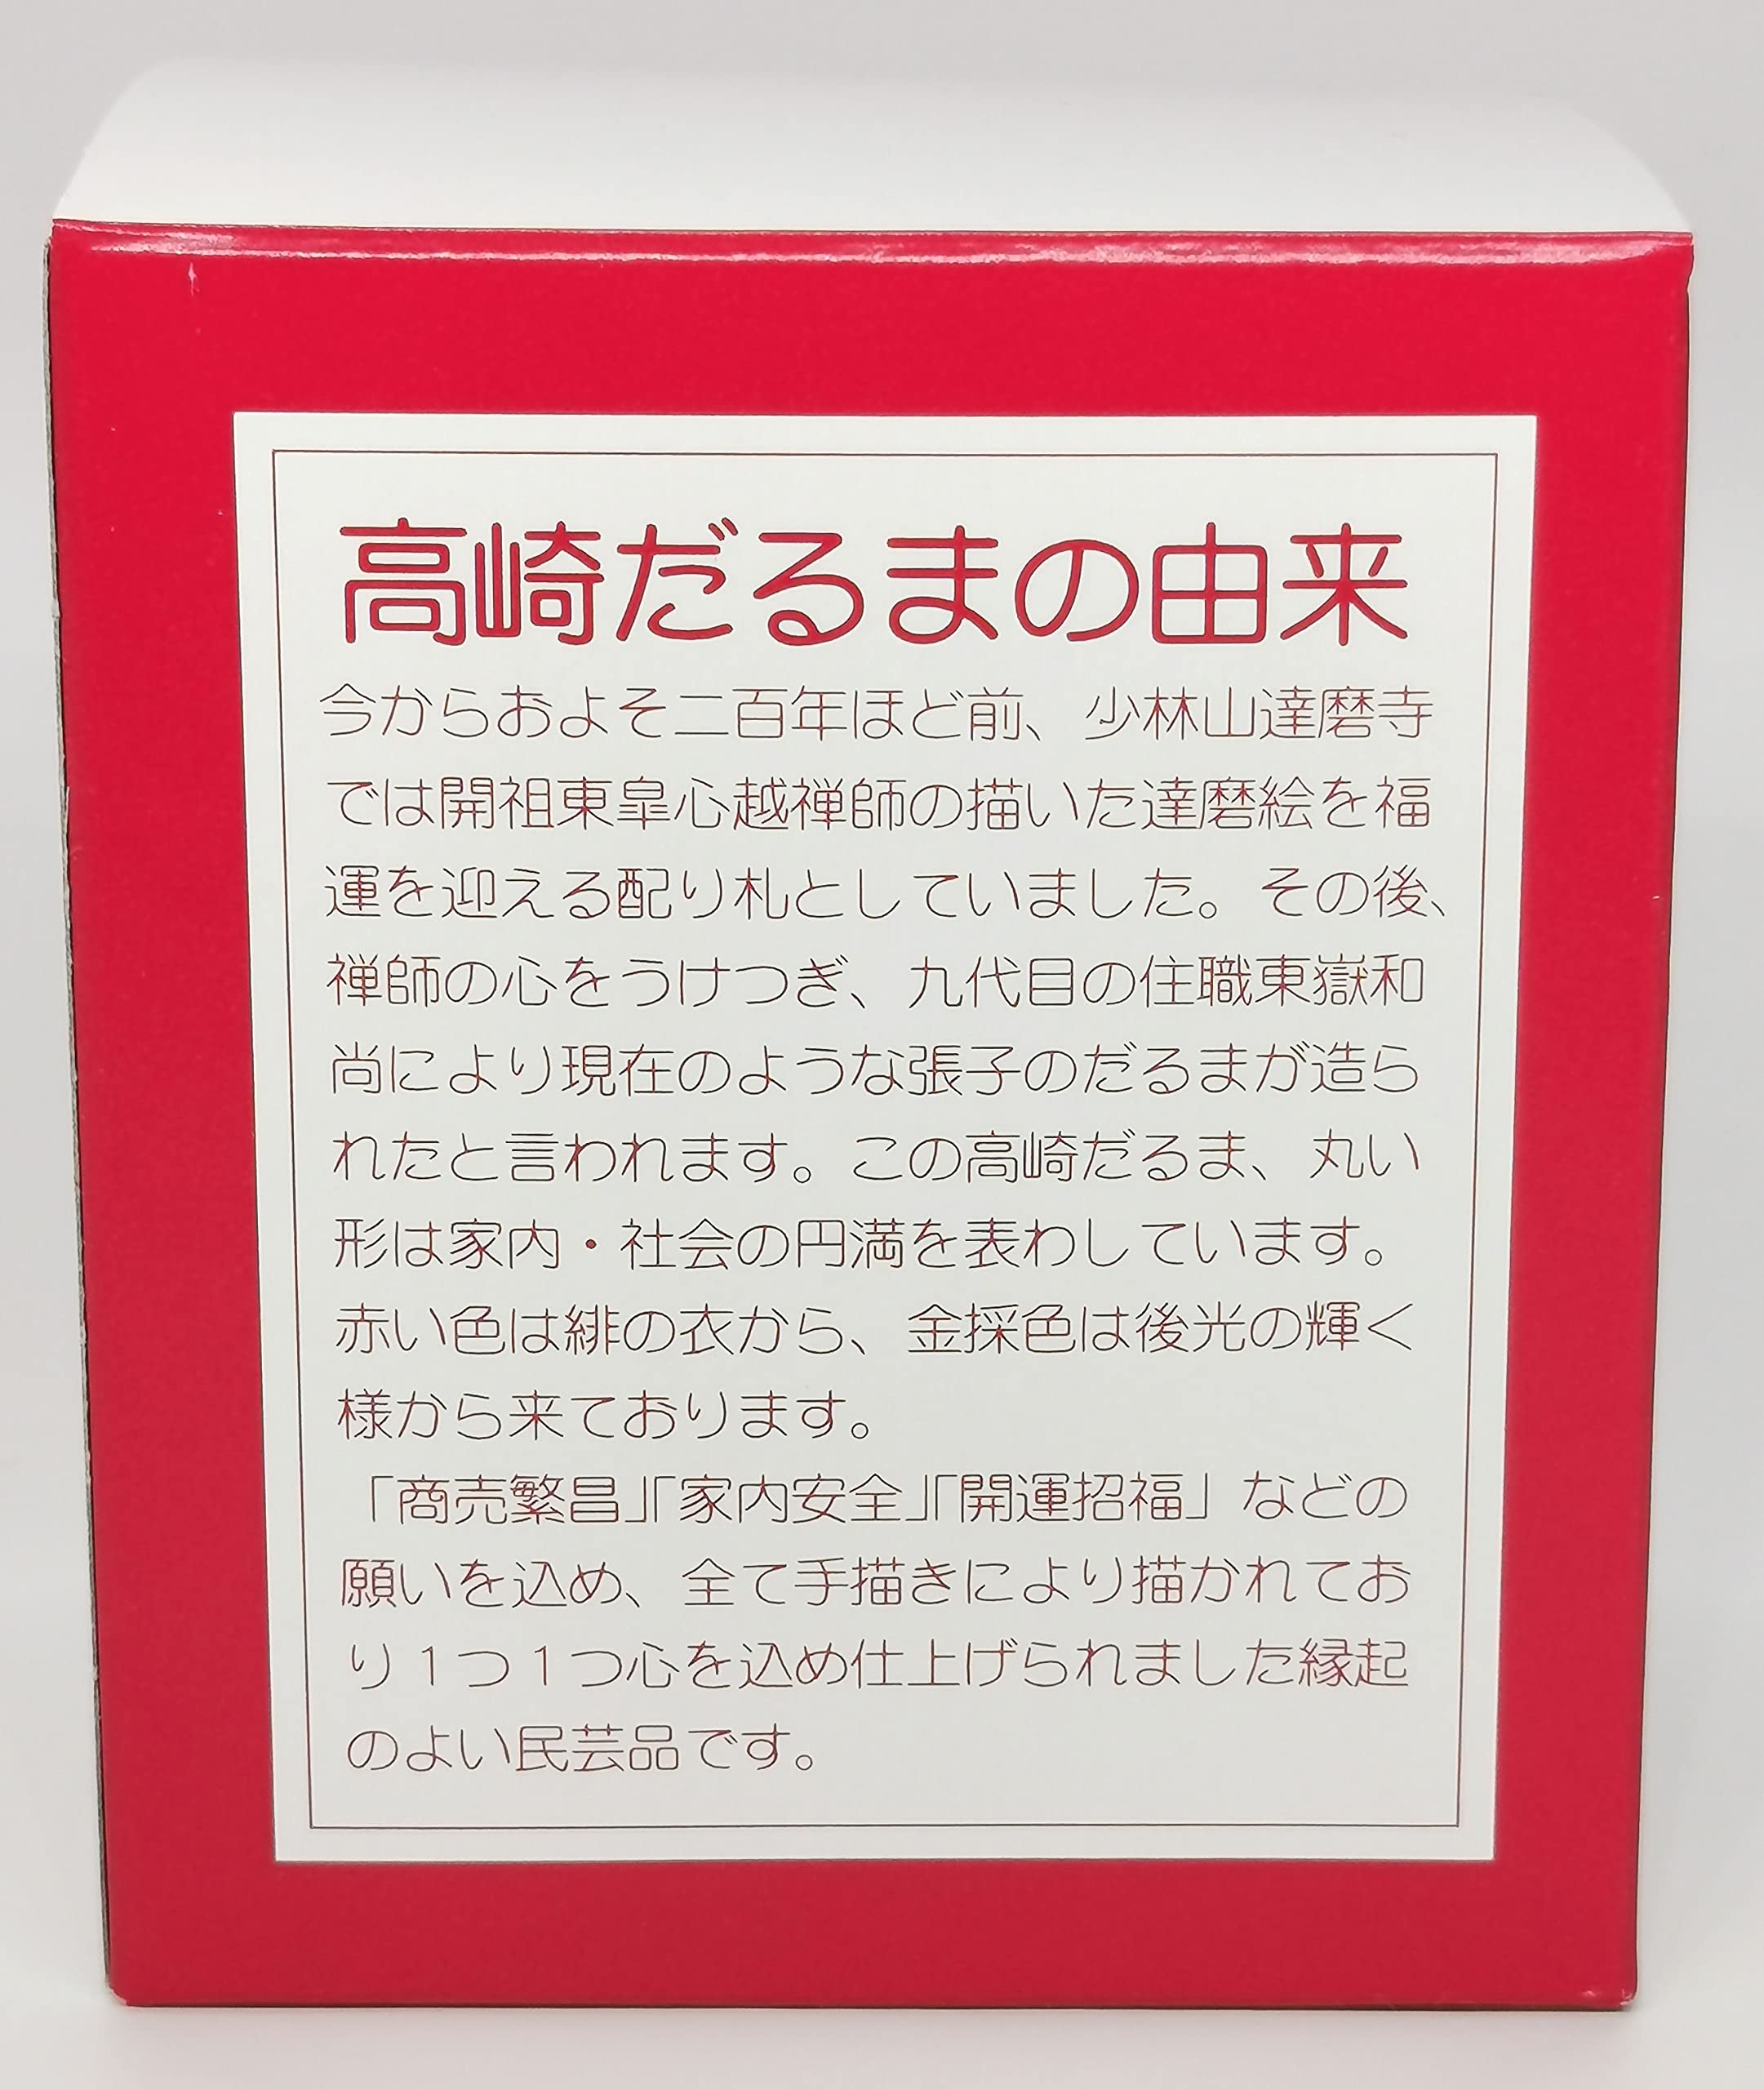 高崎だるまの由来
今からおよそ二百年ほど前、少林山達磨寺
では開祖東皐心越禅師の描いた達磨絵を福
運を迎える配り札としていました。その後、
禅師の心をうけつぎ、九代目の住職東嶽和
尚により現在のような張子のだるまが造ら
れたと言われます。この高崎だるま、丸い
形は家内・社会の円満を表わしています。
赤い色は緋の衣から、金採色は後光の輝く
様から来ております。
「商売繁昌」「家内安全」「開運招福」などの
願いを込め、全て手描きにより描かれてお
り1つ1つ心を込め仕上げられました縁起
のよい民芸品です。